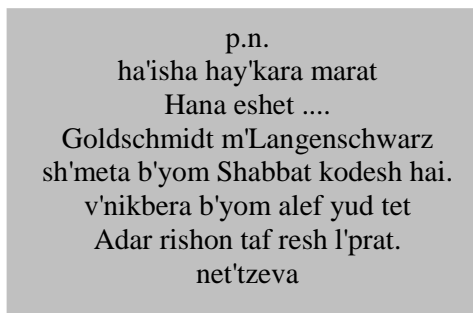 p.n.
ha'isha hay'kara marat
Hana eshet ....
Goldschmidt m'Langenschwarz
sh'meta b'yom Shabbat kodesh hai.
v'nikbera b'yom alef yud tet
Adar rishon taf resh l'prat.
net'tzeva